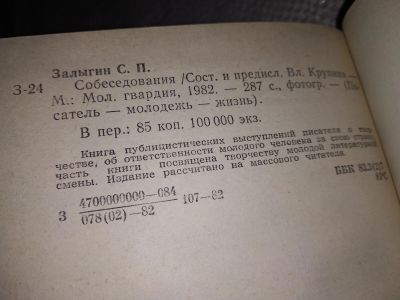 Залыгин С. П.
З-24
Собеседования /Сост. и предисл. Вл. Крупина —
М.: Мол. гвардия, 1982. — 287 с., фотогр. — (Пи-
сатель — молодежь — жизнь).
В пер.: 85 коп. 100 000 экз.
Книга публицистических выступлений писателя о твор-
честве, об ответственности молодого человека за свою страну
часть книги посвящена творчеству молодой литературной
смены. Издание рассчитано на массового читателя.
З 4700000000—084
078(02)—82
107—82
ББК